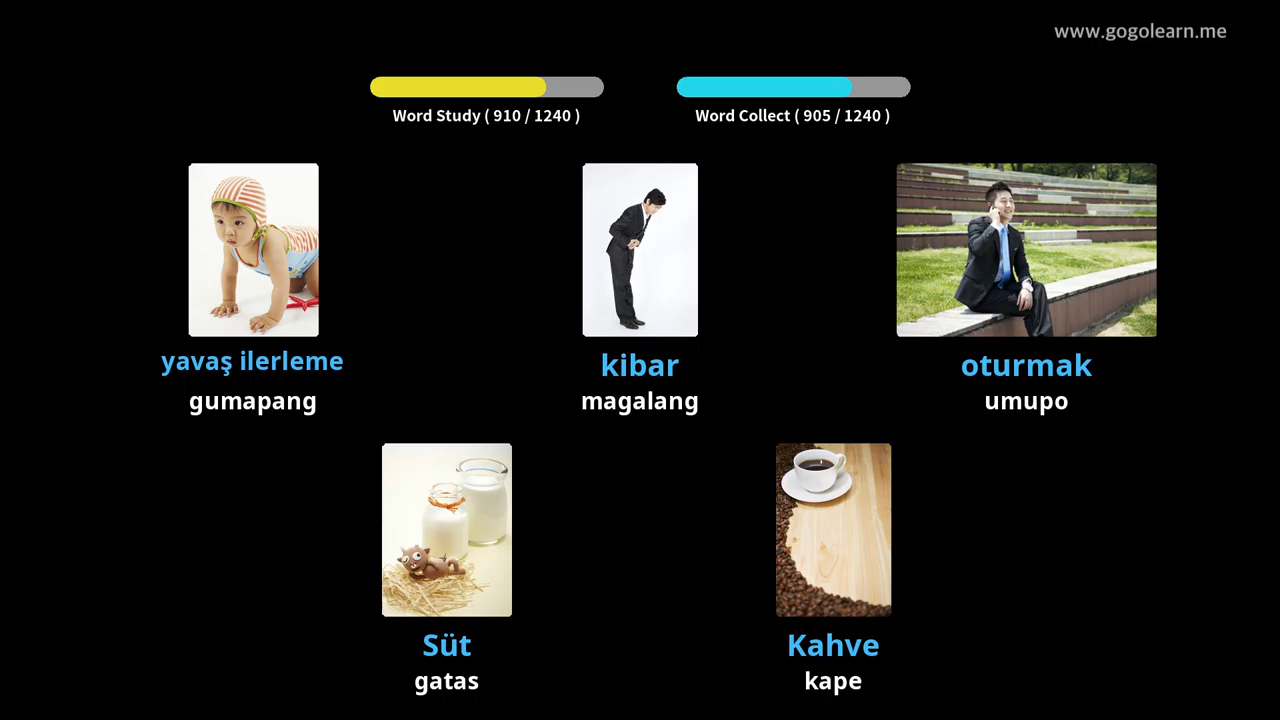 www.gogolearn.me
Word Study ( 910 / 1240 )
Word Collect ( 905 / 1240 )
yavaş ilerleme
gumapang
kibar
magalang
oturmak
umupo
Süt
gatas
Kahve
kape